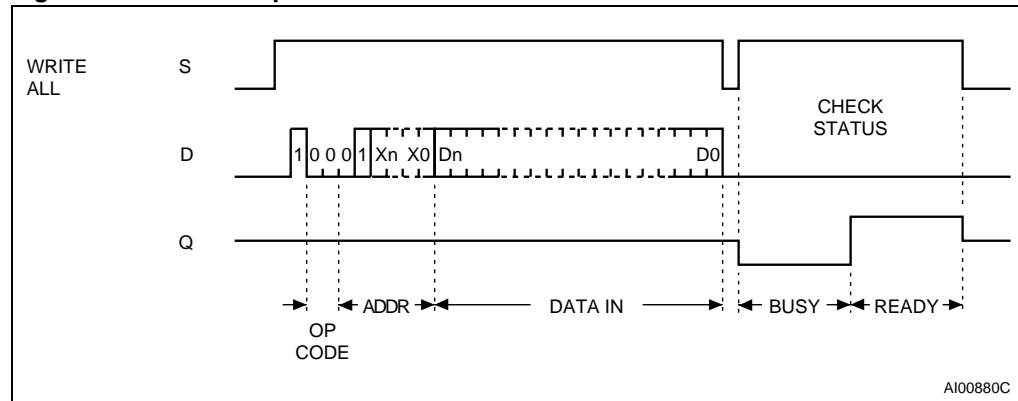 WRITE
ALL
S
CHECK
STATUS
D
1 0 0 0 1 Xn X0 Dn D0
Q
ADDR DATA IN BUSY READY
OP
CODE
AI00880C